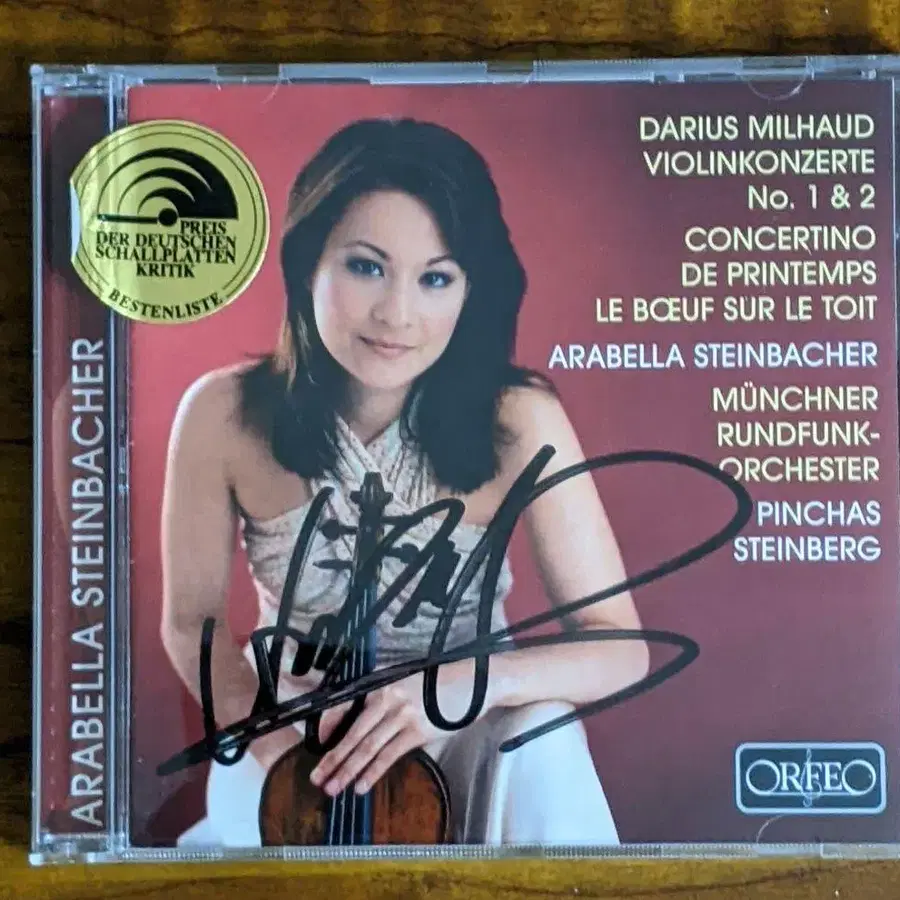 PREIS
DER DEUTSCHEN
SCHALLPLATTEN
KRITIK
BESTENLISTE
ARABELLA STEINBACHER
DARIUS MILHAUD
VIOLINKONZERTE
No. 1 & 2
CONCERTINO
DE PRINTEMPS
LE BŒUF SUR LE TOIT
ARABELLA STEINBACHER
MÜNCHNER
RUNDFUNK-
ORCHESTER
PINCHAS
STEINBERG
ORFEO